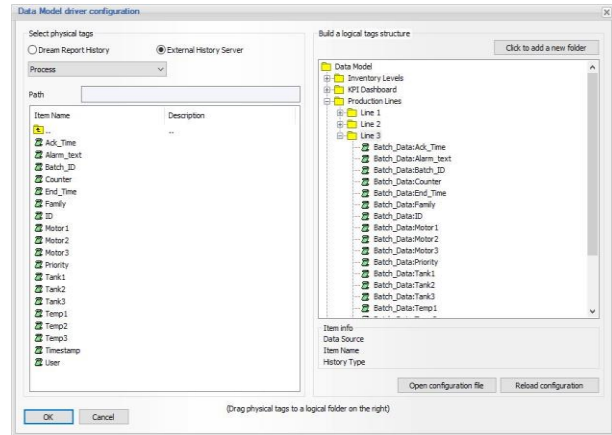 Data Model driver configuration
Select physical tags
Dream Report History
External History Server
Process
Path
Item Name
Description
..
..
Ack_Time
Alarm_text
Batch_ID
Counter
End_Time
Family
ID
Motor1
Motor2
Motor3
Priority
Tank1
Tank2
Tank3
Temp1
Temp2
Temp3
Timestamp
User
Build a logical tags structure
Click to add a new folder
Data Model
Inventory Levels
KPI Dashboard
Production Lines
Line 1
Line 2
Line 3
Batch_Data:Ack_Time
Batch_Data:Alarm_text
Batch_Data:Batch_ID
Batch_Data:Counter
Batch_Data:End_Time
Batch_Data:Family
Batch_Data:ID
Batch_Data:Motor1
Batch_Data:Motor2
Batch_Data:Motor3
Batch_Data:Priority
Batch_Data:Tank1
Batch_Data:Tank2
Batch_Data:Tank3
Batch_Data:Temp1
Item info
Data Source
Item Name
History Type
Open configuration file
Reload configuration
OK
Cancel
(Drag physical tags to a logical folder on the right)